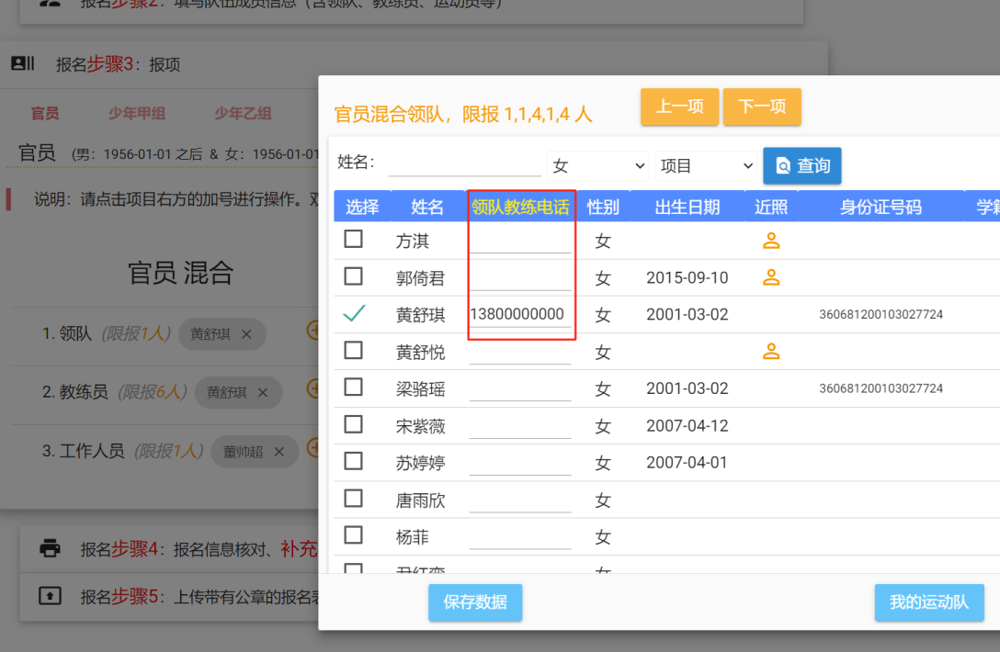 报名步骤2：填写队伍成员信息（含领队、教练员、运动员等）
报名步骤3：报项
官员 少年甲组 少年乙组
官员 (男：1956-01-01 之后 & 女：1956-01-01
说明：请点击项目右方的加号进行操作。
官员 混合
1. 领队 (限报1人) 黄舒琪 ×
2. 教练员 (限报6人) 黄舒琪 ×
3. 工作人员 (限报1人) 董帅超 ×
报名步骤4：报名信息核对、补充
报名步骤5：上传带有公章的报名表
官员混合领队，限报 1,1,4,1,4 人 上一项 下一项
姓名： 女 项目 查询
选择 姓名 领队教练电话 性别 出生日期 近照 身份证号码 学籍
方淇 女
郭倚君 女 2015-09-10
黄舒琪 13800000000 女 2001-03-02 360681200103027724
黄舒悦 女
梁骆瑶 女 2001-03-02 360681200103027724
宋紫薇 女 2007-04-12
苏婷婷 女 2007-04-01
唐雨欣 女
杨菲 女
保存数据 我的运动队